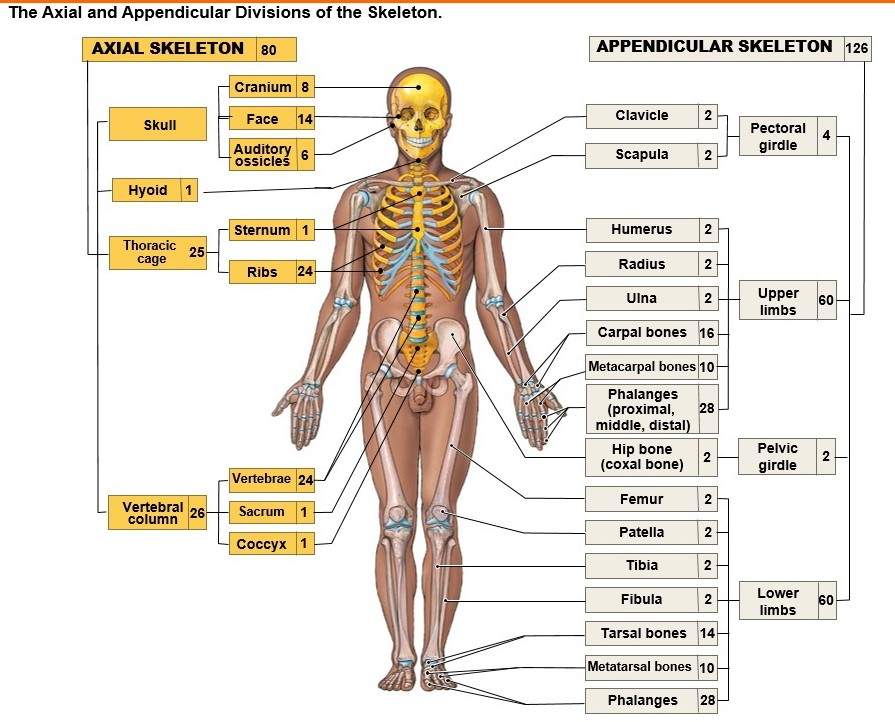 The Axial and Appendicular Divisions of the Skeleton.
AXIAL SKELETON 80
Cranium 8
Skull
Face 14
Auditory
ossicles 6
Hyoid 1
Sternum 1
Thoracic
cage 25
Ribs 24
Vertebrae 24
Vertebral
column 26
Sacrum 1
Coccyx 1
APPENDICULAR SKELETON 126
Clavicle 2
Scapula 2
Pectoral
girdle 4
Humerus 2
Radius 2
Ulna 2
Carpal bones 16
Metacarpal bones 10
Phalanges
(proximal,
middle, distal) 28
Upper
limbs 60
Hip bone
(coxal bone) 2
Pelvic
girdle 2
Femur 2
Patella 2
Tibia 2
Fibula 2
Tarsal bones 14
Metatarsal bones 10
Phalanges 28
Lower
limbs 60